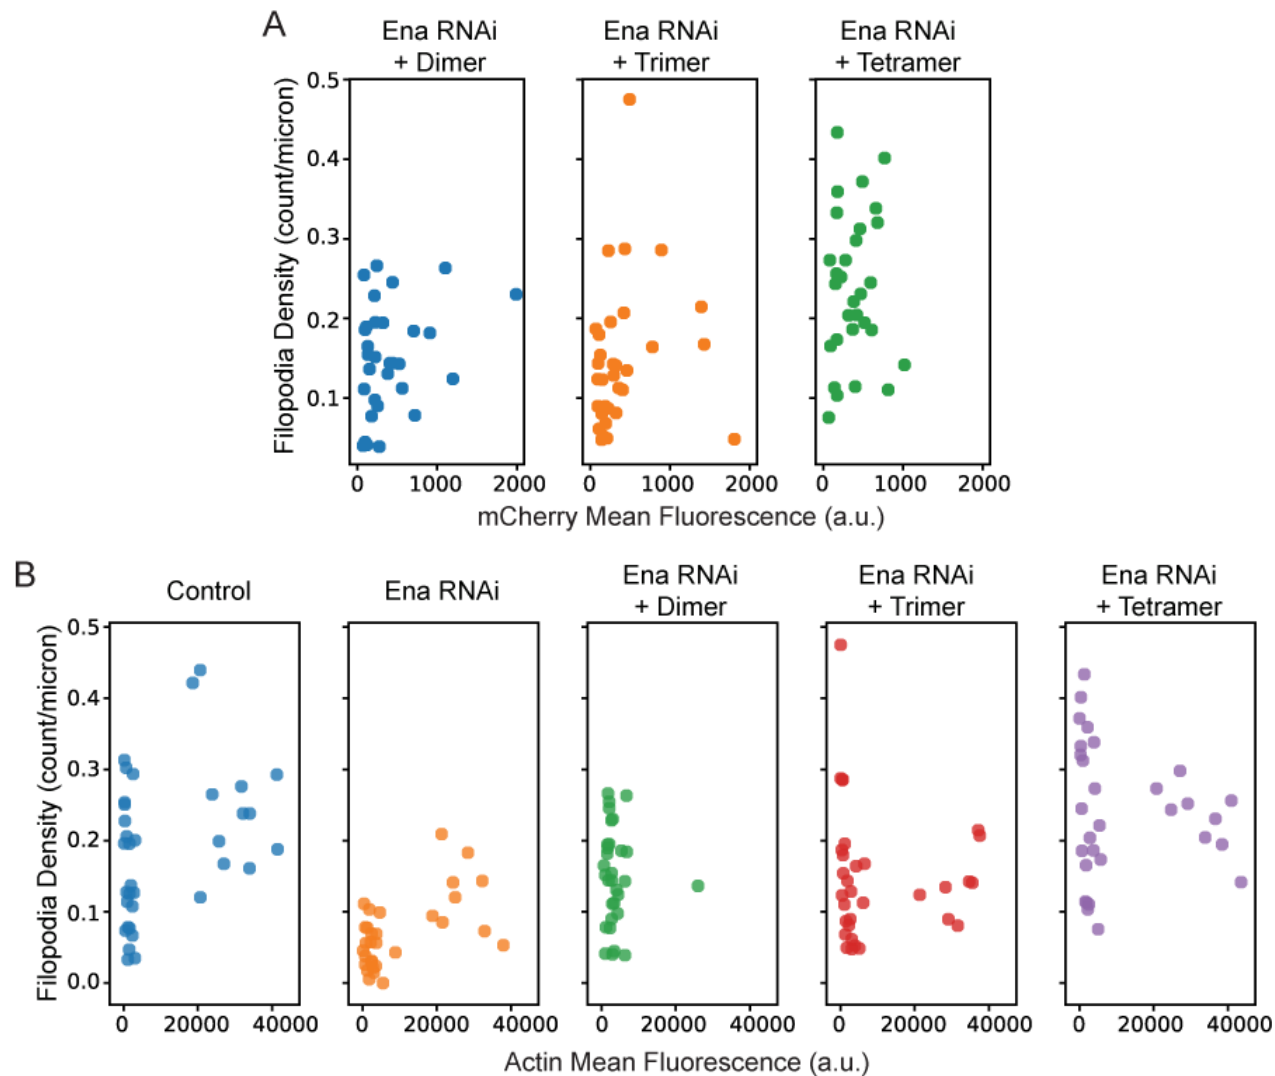 A
Ena RNAi
+ Dimer
Ena RNAi
+ Trimer
Ena RNAi
+ Tetramer
Filopodia Density (count/micron)
0.5
0.4
0.3
0.2
0.1
0 1000 2000
0 1000 2000
0 1000 2000
mCherry Mean Fluorescence (a.u.)
B
Control
Ena RNAi
Ena RNAi
+ Dimer
Ena RNAi
+ Trimer
Ena RNAi
+ Tetramer
Filopodia Density (count/micron)
0.5
0.4
0.3
0.2
0.1
0.0
0 20000 40000
0 20000 40000
0 20000 40000
0 20000 40000
0 20000 40000
Actin Mean Fluorescence (a.u.)